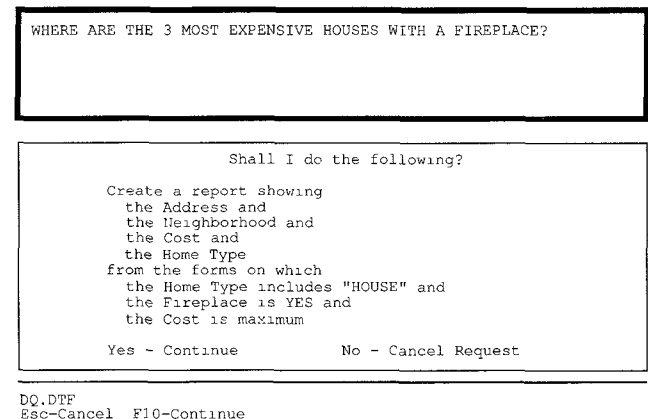 WHERE ARE THE 3 MOST EXPENSIVE HOUSES WITH A FIREPLACE?
Shall I do the following?
Create a report showing
the Address and
the Neighborhood and
the Cost and
the Home Type
from the forms on which
the Home Type includes "HOUSE" and
the Fireplace is YES and
the Cost is maximum
Yes - Continue No - Cancel Request
DQ.DTF
Esc-Cancel F10-Continue